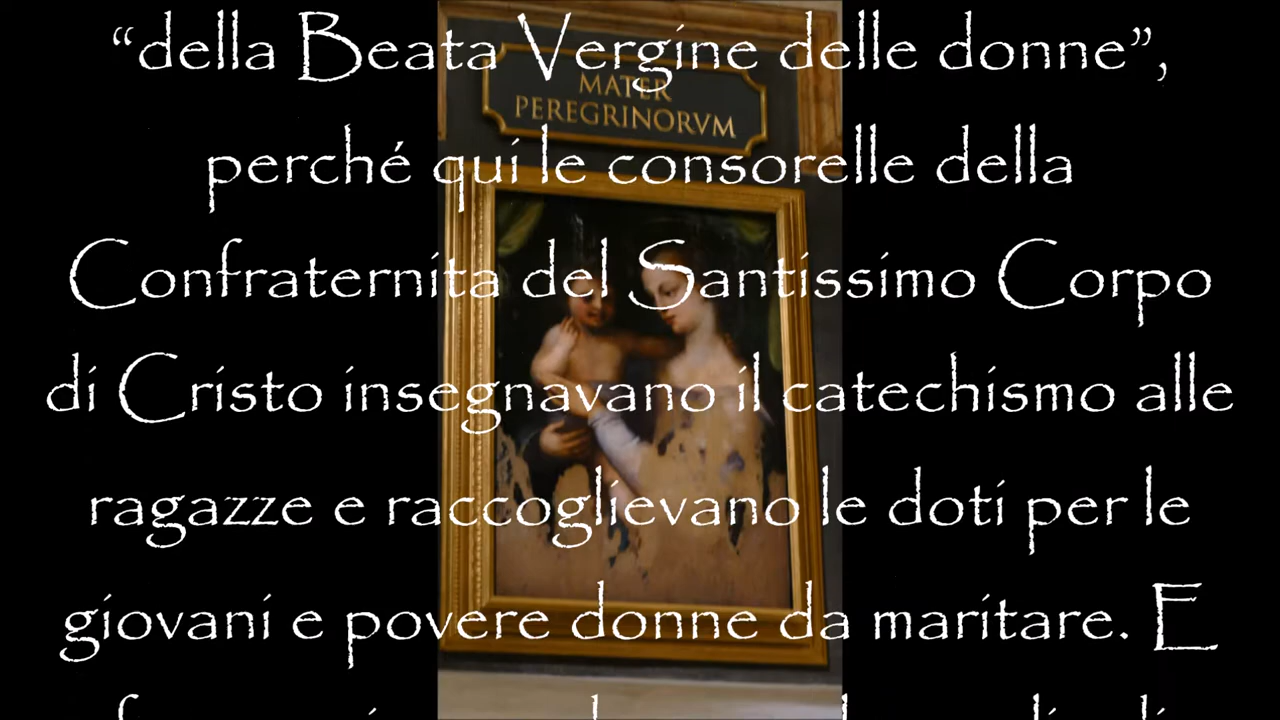 “della Beata Vergine delle donne”,
MATER
PEREGRINORVM
perché qui le consorelle della
Confraternita del Santissimo Corpo
di Cristo insegnavano il catechismo alle
ragazze e raccoglievano le doti per le
giovani e povere donne da maritare. E